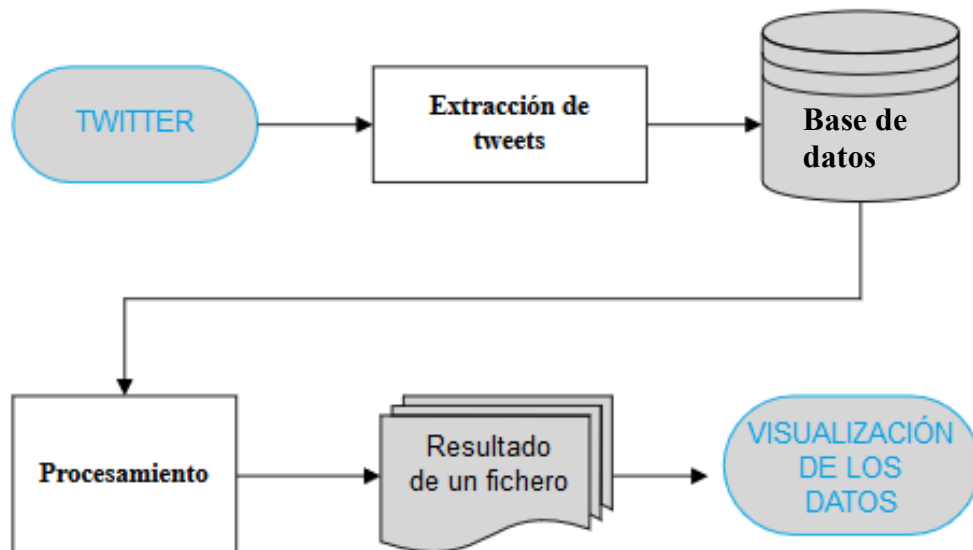 TWITTER
Extracción de
tweets
Base de
datos
Procesamiento
Resultado
de un fichero
VISUALIZACIÓN
DE LOS
DATOS